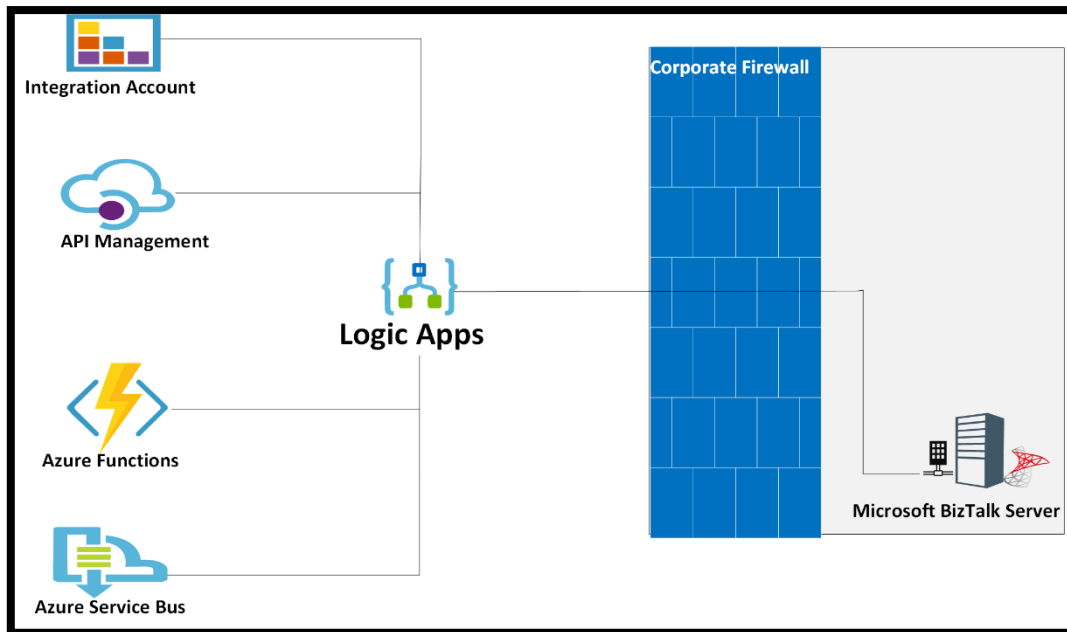 Integration Account
Corporate Firewall
API Management
Logic Apps
Azure Functions
Microsoft BizTalk Server
Azure Service Bus